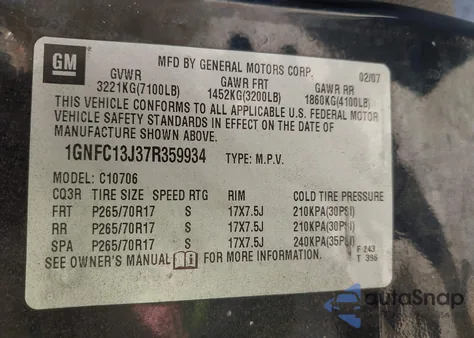 GM
MFD BY GENERAL MOTORS CORP. 02/07
GVWR GAWR FRT GAWR RR
3221KG(7100LB) 1452KG(3200LB) 1860KG(4100LB)
THIS VEHICLE CONFORMS TO ALL APPLICABLE U.S. FEDERAL MOTOR
VEHICLE SAFETY STANDARDS IN EFFECT ON THE DATE OF
MANUFACTURE SHOWN ABOVE.
1GNFC13J37R359934 TYPE: M.P.V.
MODEL: C10706
CQ3R TIRE SIZE SPEED RTG RIM COLD TIRE PRESSURE
FRT P265/70R17 S 17X7.5J 210KPA(30PSI)
RR P265/70R17 S 17X7.5J 210KPA(30PSI)
SPA P265/70R17 S 17X7.5J 240KPA(35PSI)
SEE OWNER'S MANUAL FOR MORE INFORMATION.
F 243
T 396
autoSnap